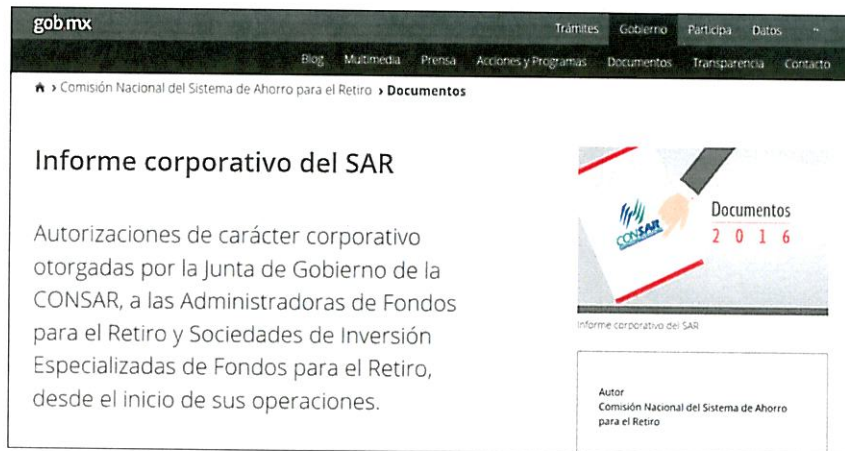 gob.mx
Trámites Gobierno Participa Datos
Blog Multimedia Prensa Acciones y Programas Documentos Transparencia Contacto
> Comisión Nacional del Sistema de Ahorro para el Retiro > Documentos
Informe corporativo del SAR
Autorizaciones de carácter corporativo
otorgadas por la Junta de Gobierno de la
CONSAR, a las Administradoras de Fondos
para el Retiro y Sociedades de Inversión
Especializadas de Fondos para el Retiro,
desde el inicio de sus operaciones.
CONSAR
Documentos
2 0 1 6
Informe corporativo del SAR
Autor
Comisión Nacional del Sistema de Ahorro
para el Retiro